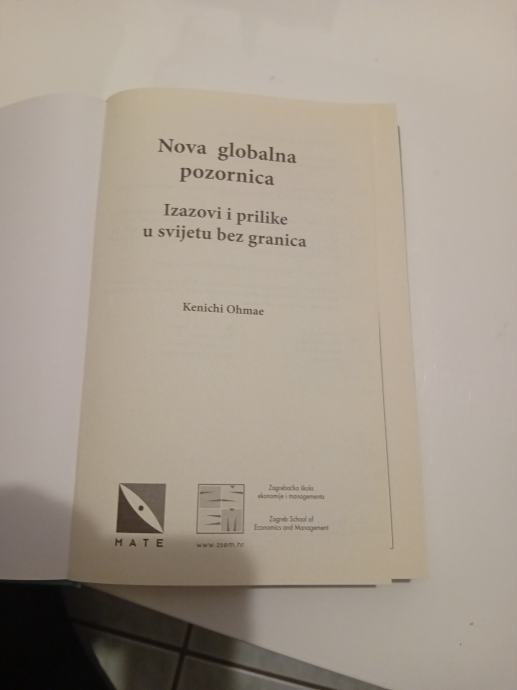 Nova globalna
pozornica
Izazovi i prilike
u svijetu bez granica
Kenichi Ohmae
MATE
www.zsem.hr
Zagrebačka škola
ekonomije i managementa
Zagreb School of
Economics and Management